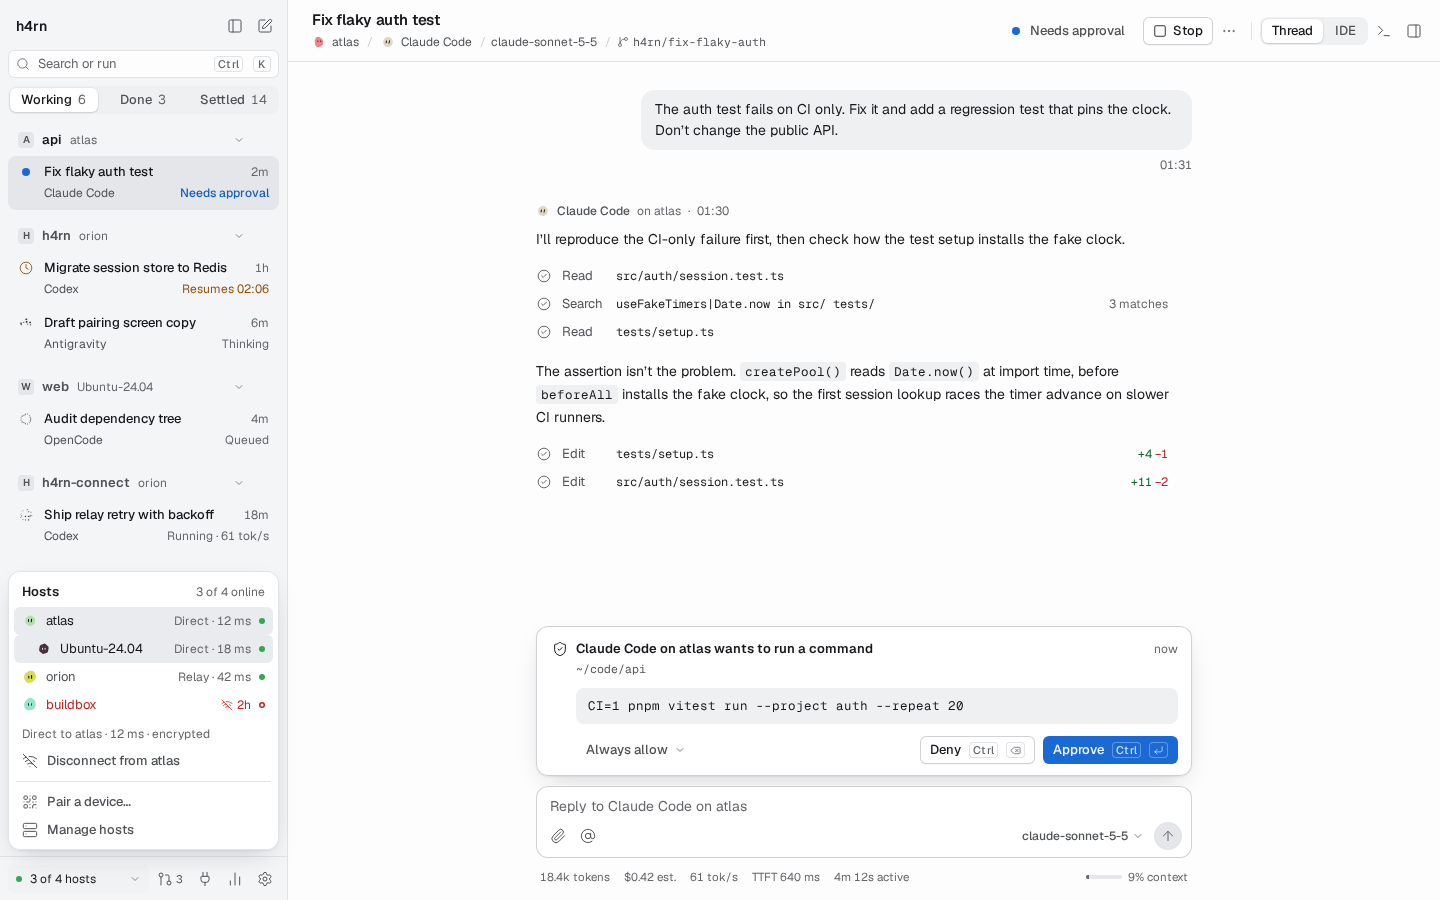 h4rn
Search or run Ctrl K
Working 6 Done 3 Settled 14
A api atlas
Fix flaky auth test 2m
Claude Code Needs approval
H h4rn orion
Migrate session store to Redis 1h
Codex Resumes 02:06
Draft pairing screen copy 6m
Antigravity Thinking
W web Ubuntu-24.04
Audit dependency tree 4m
OpenCode Queued
H h4rn-connect orion
Ship relay retry with backoff 18m
Codex Running · 61 tok/s
Hosts 3 of 4 online
atlas Direct · 12 ms
Ubuntu-24.04 Direct · 18 ms
orion Relay · 42 ms
buildbox 2h
Direct to atlas · 12 ms · encrypted
Disconnect from atlas
Pair a device…
Manage hosts
3 of 4 hosts 3
Fix flaky auth test
atlas / Claude Code / claude-sonnet-5-5 / h4rn/fix-flaky-auth
Needs approval Stop Thread IDE
The auth test fails on CI only. Fix it and add a regression test that pins the clock.
Don’t change the public API.
01:31
Claude Code on atlas · 01:30
I’ll reproduce the CI-only failure first, then check how the test setup installs the fake clock.
Read src/auth/session.test.ts
Search useFakeTimers|Date.now in src/ tests/ 3 matches
Read tests/setup.ts
The assertion isn’t the problem. createPool() reads Date.now() at import time, before
beforeAll installs the fake clock, so the first session lookup races the timer advance on slower
CI runners.
Edit tests/setup.ts +4 −1
Edit src/auth/session.test.ts +11 −2
Claude Code on atlas wants to run a command now
~/code/api
CI=1 pnpm vitest run --project auth --repeat 20
Always allow Deny Ctrl Approve Ctrl
Reply to Claude Code on atlas
claude-sonnet-5-5
18.4k tokens $0.42 est. 61 tok/s TTFT 640 ms 4m 12s active 9% context